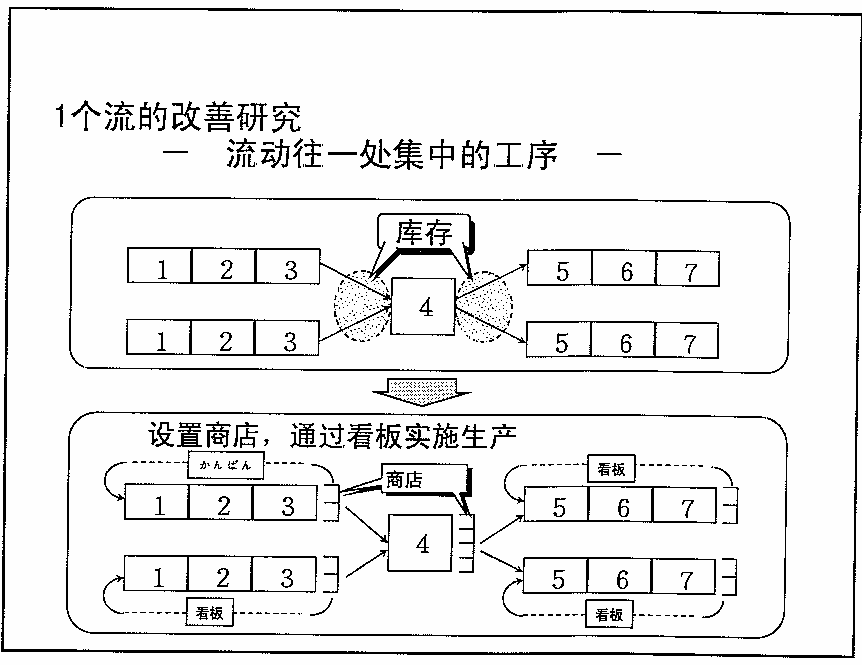 1个流的改善研究
— 流动往一处集中的工序 —
库存
1 2 3
5 6 7
4
1 2 3
5 6 7
设置商店，通过看板实施生产
かんばん
看板
商店
1 2 3
5 6 7
4
1 2 3
5 6 7
看板
看板